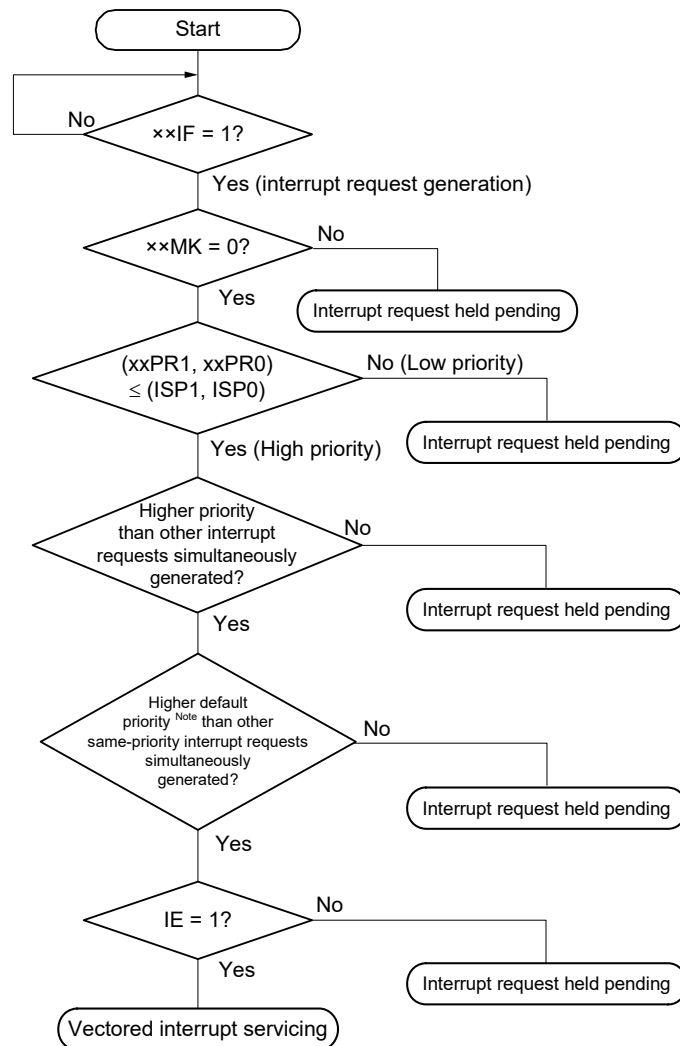 Start
No
××IF = 1?
Yes (interrupt request generation)
××MK = 0?
No
Interrupt request held pending
Yes
(xxPR1, xxPR0)
≤ (ISP1, ISP0)
No (Low priority)
Interrupt request held pending
Yes (High priority)
Higher priority
than other interrupt
requests simultaneously
generated?
No
Interrupt request held pending
Yes
Higher default
priority Note than other
same-priority interrupt requests
simultaneously
generated?
No
Interrupt request held pending
Yes
IE = 1?
No
Interrupt request held pending
Yes
Vectored interrupt servicing